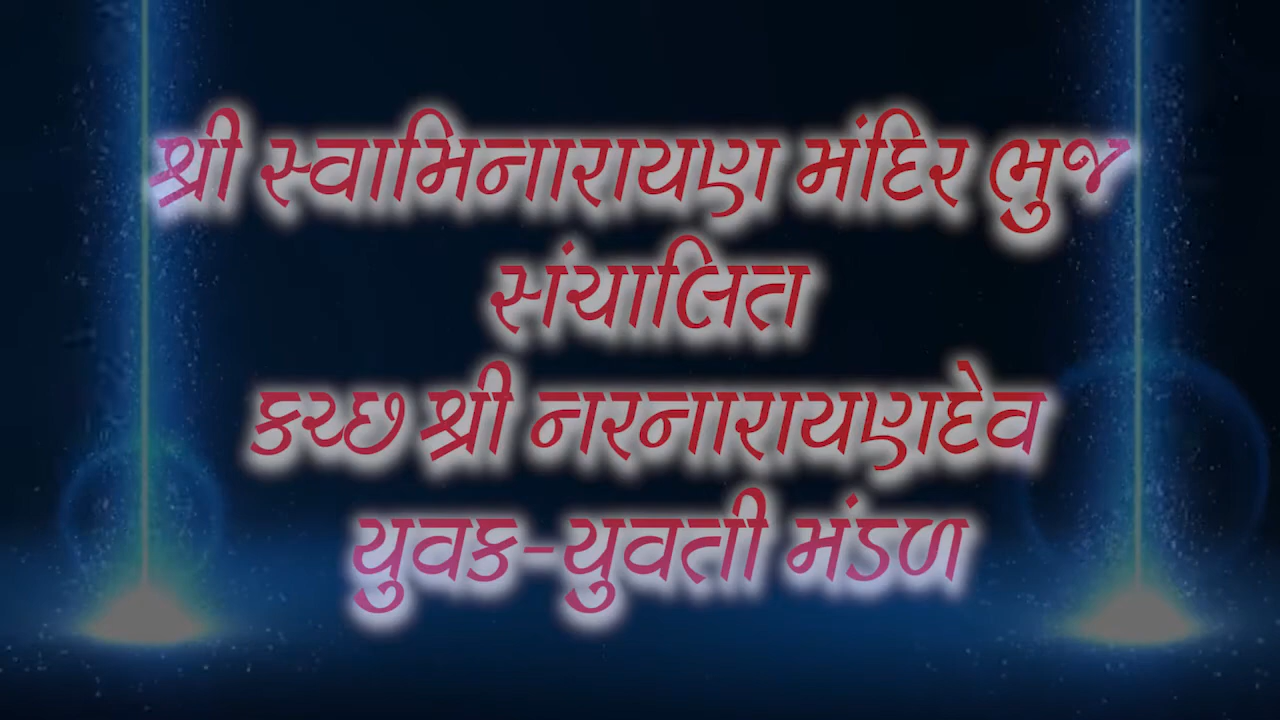 શ્રી સ્વામિનારાયણ મંદિર ભુજ
સંચાલિત
કચ્છ શ્રી નરનારાયણદેવ
યુવક-યુવતી મંડળ